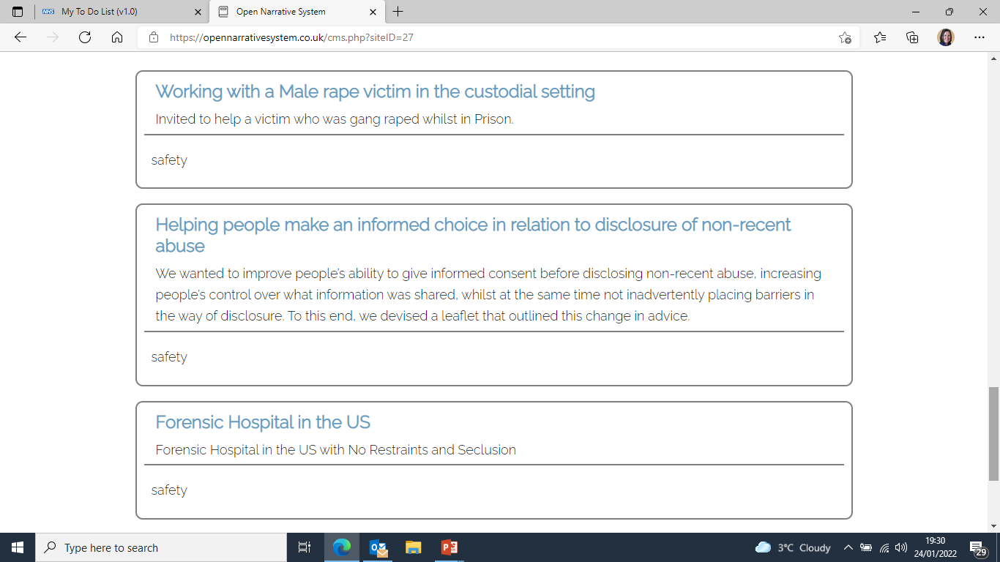 NHS My To Do List (v1.0)
Open Narrative System
https://opennarrativesystem.co.uk/cms.php?siteID=27
Working with a Male rape victim in the custodial setting
Invited to help a victim who was gang raped whilst in Prison.
safety
Helping people make an informed choice in relation to disclosure of non-recent
abuse
We wanted to improve people's ability to give informed consent before disclosing non-recent abuse, increasing
people's control over what information was shared, whilst at the same time not inadvertently placing barriers in
the way of disclosure. To this end, we devised a leaflet that outlined this change in advice.
safety
Forensic Hospital in the US
Forensic Hospital in the US with No Restraints and Seclusion
safety
Type here to search
3°C Cloudy
19:30
24/01/2022
29